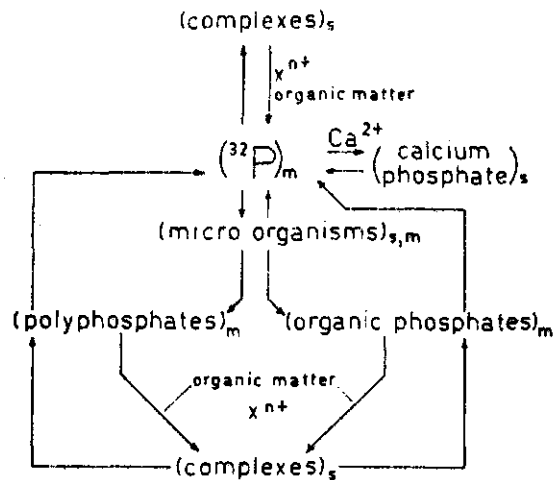 (complexes)s
xⁿ⁺
organic matter
(³²P)m Ca²⁺ (calcium
phosphate)s
(micro organisms)s,m
(polyphosphates)m (organic phosphates)m
organic matter
xⁿ⁺
(complexes)s